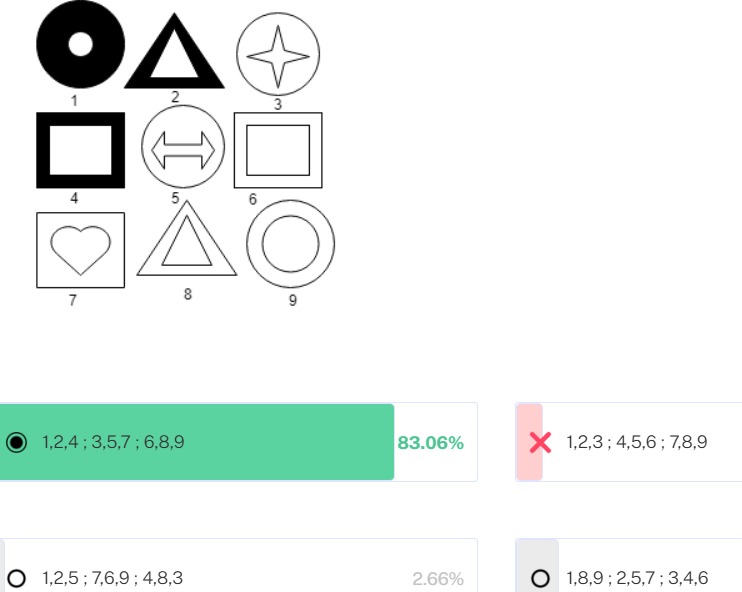 1 2 3
4 5 6
7 8 9
1,2,4 ; 3,5,7 ; 6,8,9 83.06%
1,2,3 ; 4,5,6 ; 7,8,9
1,2,5 ; 7,6,9 ; 4,8,3 2.66%
1,8,9 ; 2,5,7 ; 3,4,6